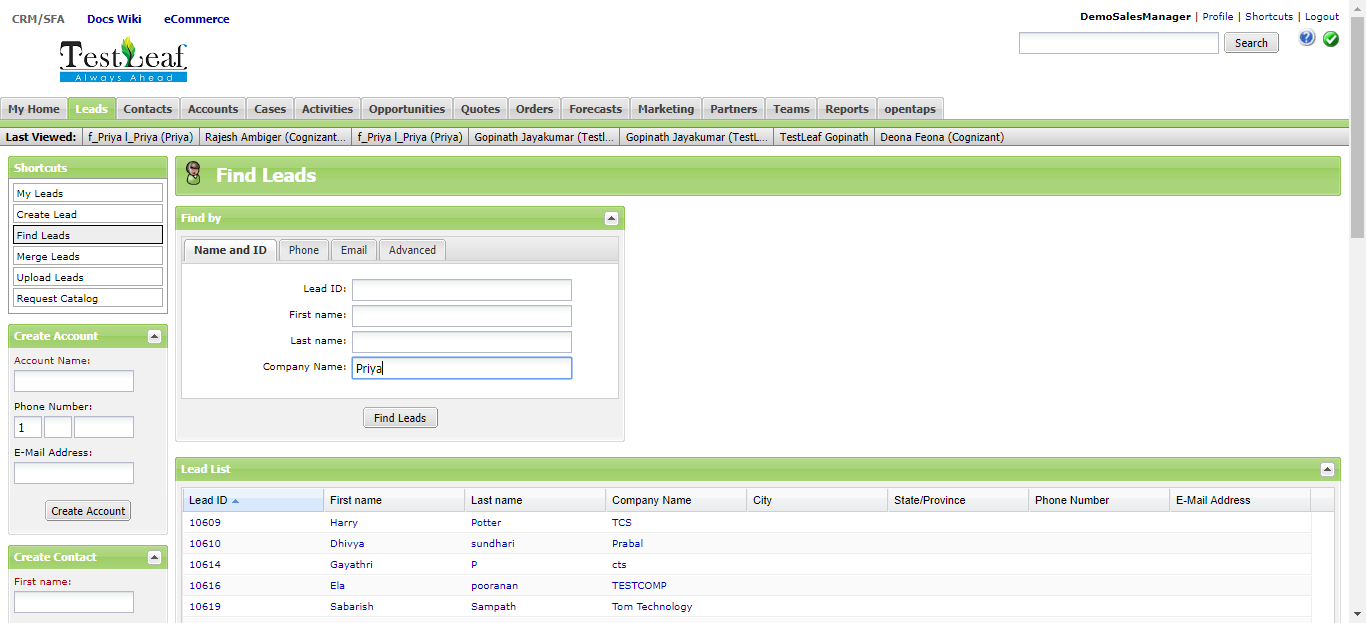 CRM/SFA Docs Wiki eCommerce
DemoSalesManager | Profile | Shortcuts | Logout
TestLeaf
Always Ahead
Search
My Home Leads Contacts Accounts Cases Activities Opportunities Quotes Orders Forecasts Marketing Partners Teams Reports opentaps
Last Viewed: f_Priya l_Priya (Priya) Rajesh Ambiger (Cognizant... f_Priya l_Priya (Priya) Gopinath Jayakumar (Testl... Gopinath Jayakumar (TestL... TestLeaf Gopinath Deona Feona (Cognizant)
Shortcuts
My Leads
Create Lead
Find Leads
Merge Leads
Upload Leads
Request Catalog
Create Account
Account Name:
Phone Number:
1
E-Mail Address:
Create Account
Create Contact
First name:
Find Leads
Find by
Name and ID Phone Email Advanced
Lead ID:
First name:
Last name:
Company Name: Priya
Find Leads
Lead List
Lead ID First name Last name Company Name City State/Province Phone Number E-Mail Address
10609 Harry Potter TCS
10610 Dhivya sundhari Prabal
10614 Gayathri P cts
10616 Ela pooranan TESTCOMP
10619 Sabarish Sampath Tom Technology